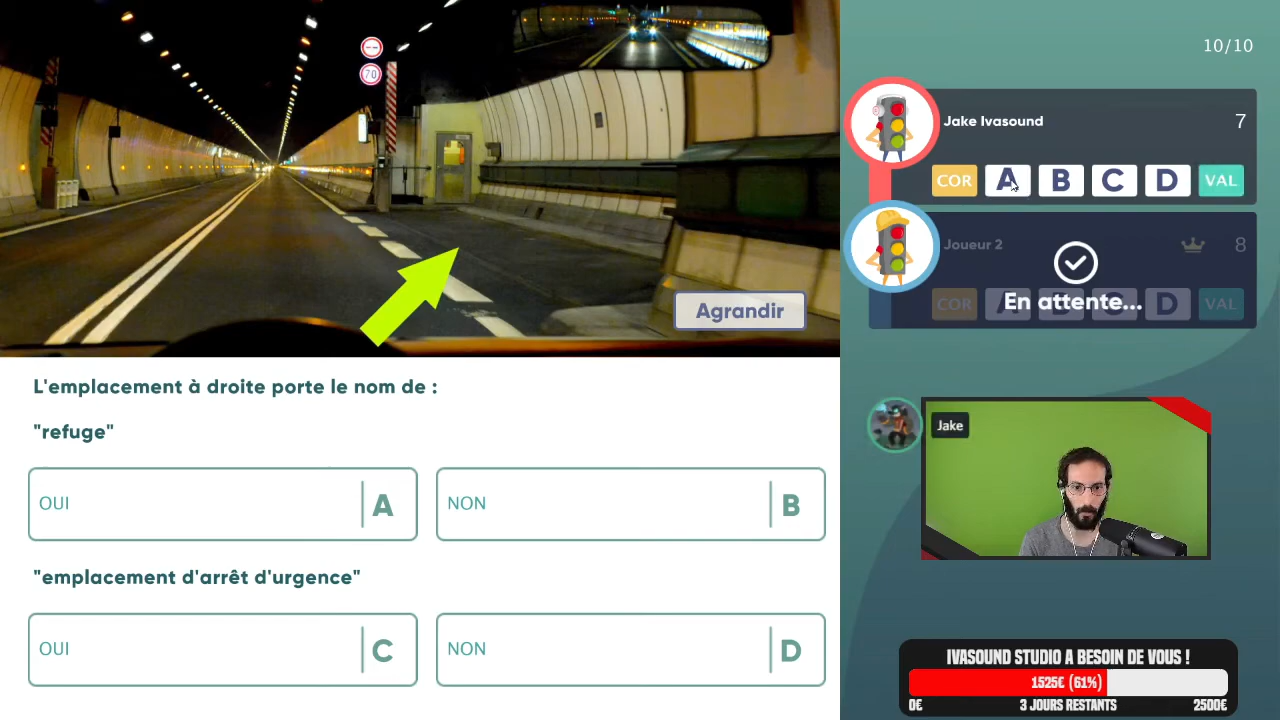 70
Agrandir
L'emplacement à droite porte le nom de :
"refuge"
OUI
A
NON
B
"emplacement d'arrêt d'urgence"
OUI
C
NON
D
10/10
Jake Ivasound
7
COR
A
B
C
D
VAL
Joueur 2
8
En attente...
COR
A
B
C
D
VAL
Jake
IVASOUND STUDIO A BESOIN DE VOUS !
1525€ (61%)
0€
3 JOURS RESTANTS
2500€